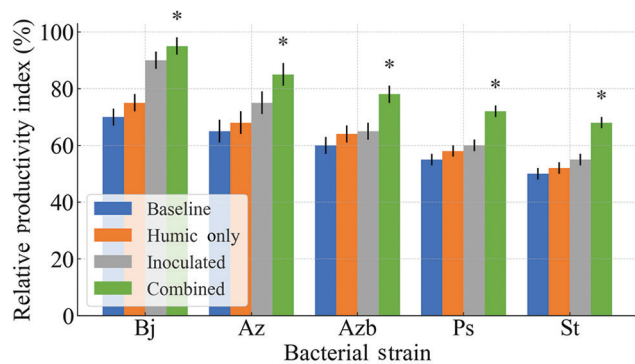 Relative productivity index (%)
100
80
60
40
20
0
* * * * *
Baseline
Humic only
Inoculated
Combined
Bj Az Azb Ps St
Bacterial strain